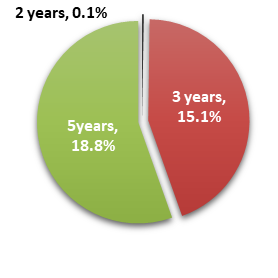 2 years, 0.1%
3 years,
15.1%
5years,
18.8%